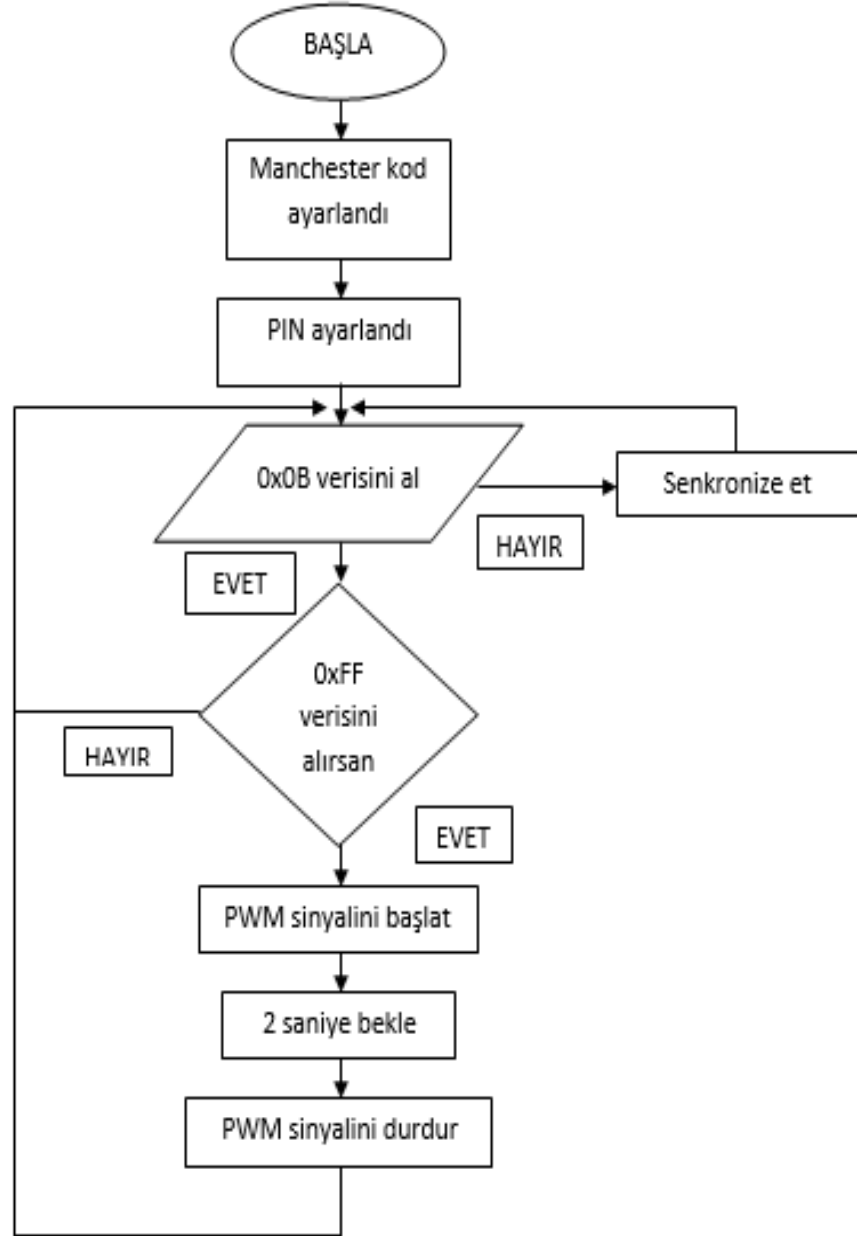 BAŞLA
Manchester kod
ayarlandı
PIN ayarlandı
0x0B verisini al
Senkronize et
HAYIR
EVET
0xFF
verisini
alırsan
HAYIR
EVET
PWM sinyalini başlat
2 saniye bekle
PWM sinyalini durdur